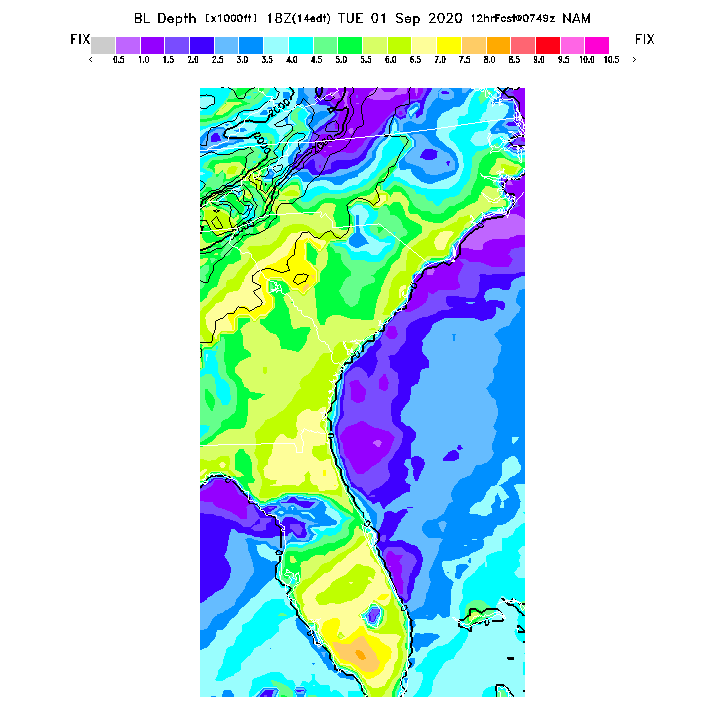 BL Depth [x1000ft] 18Z(14edt) TUE 01 Sep 2020 12hrFcst@0749z NAM
FIX FIX
< 0.5 1.0 1.5 2.0 2.5 3.0 3.5 4.0 4.5 5.0 5.5 6.0 6.5 7.0 7.5 8.0 8.5 9.0 9.5 10.0 10.5 >
2000
2000